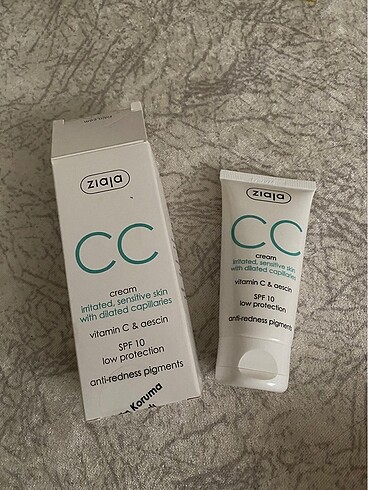 ziaja
CC
cream
irritated, sensitive skin
with dilated capillaries
vitamin C & aescin
SPF 10
low protection
anti-redness pigments
Koruma
ziaja
CC
cream
irritated, sensitive skin
with dilated capillaries
vitamin C & aescin
SPF 10
low protection
anti-redness pigments